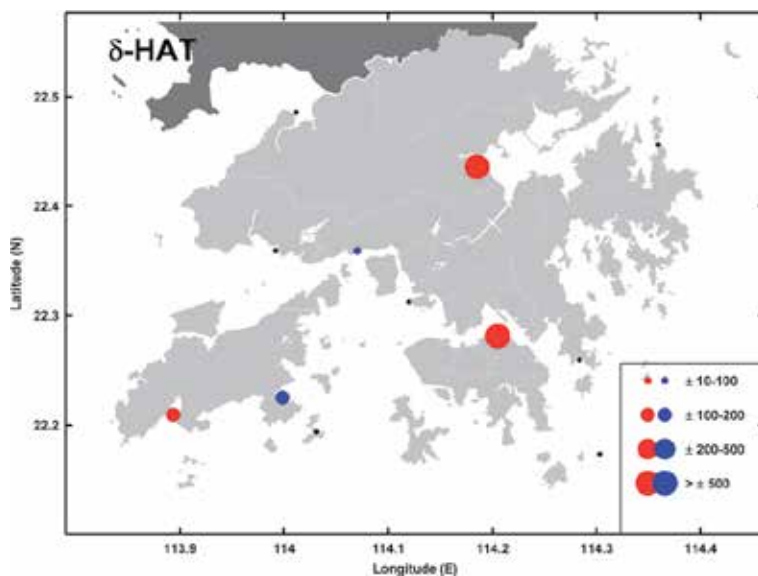 δ-HAT
22.5
22.4
22.3
22.2
Latitude (N)
± 10-100
± 100-200
± 200-500
> ± 500
113.9 114 114.1 114.2 114.3 114.4
Longitude (E)